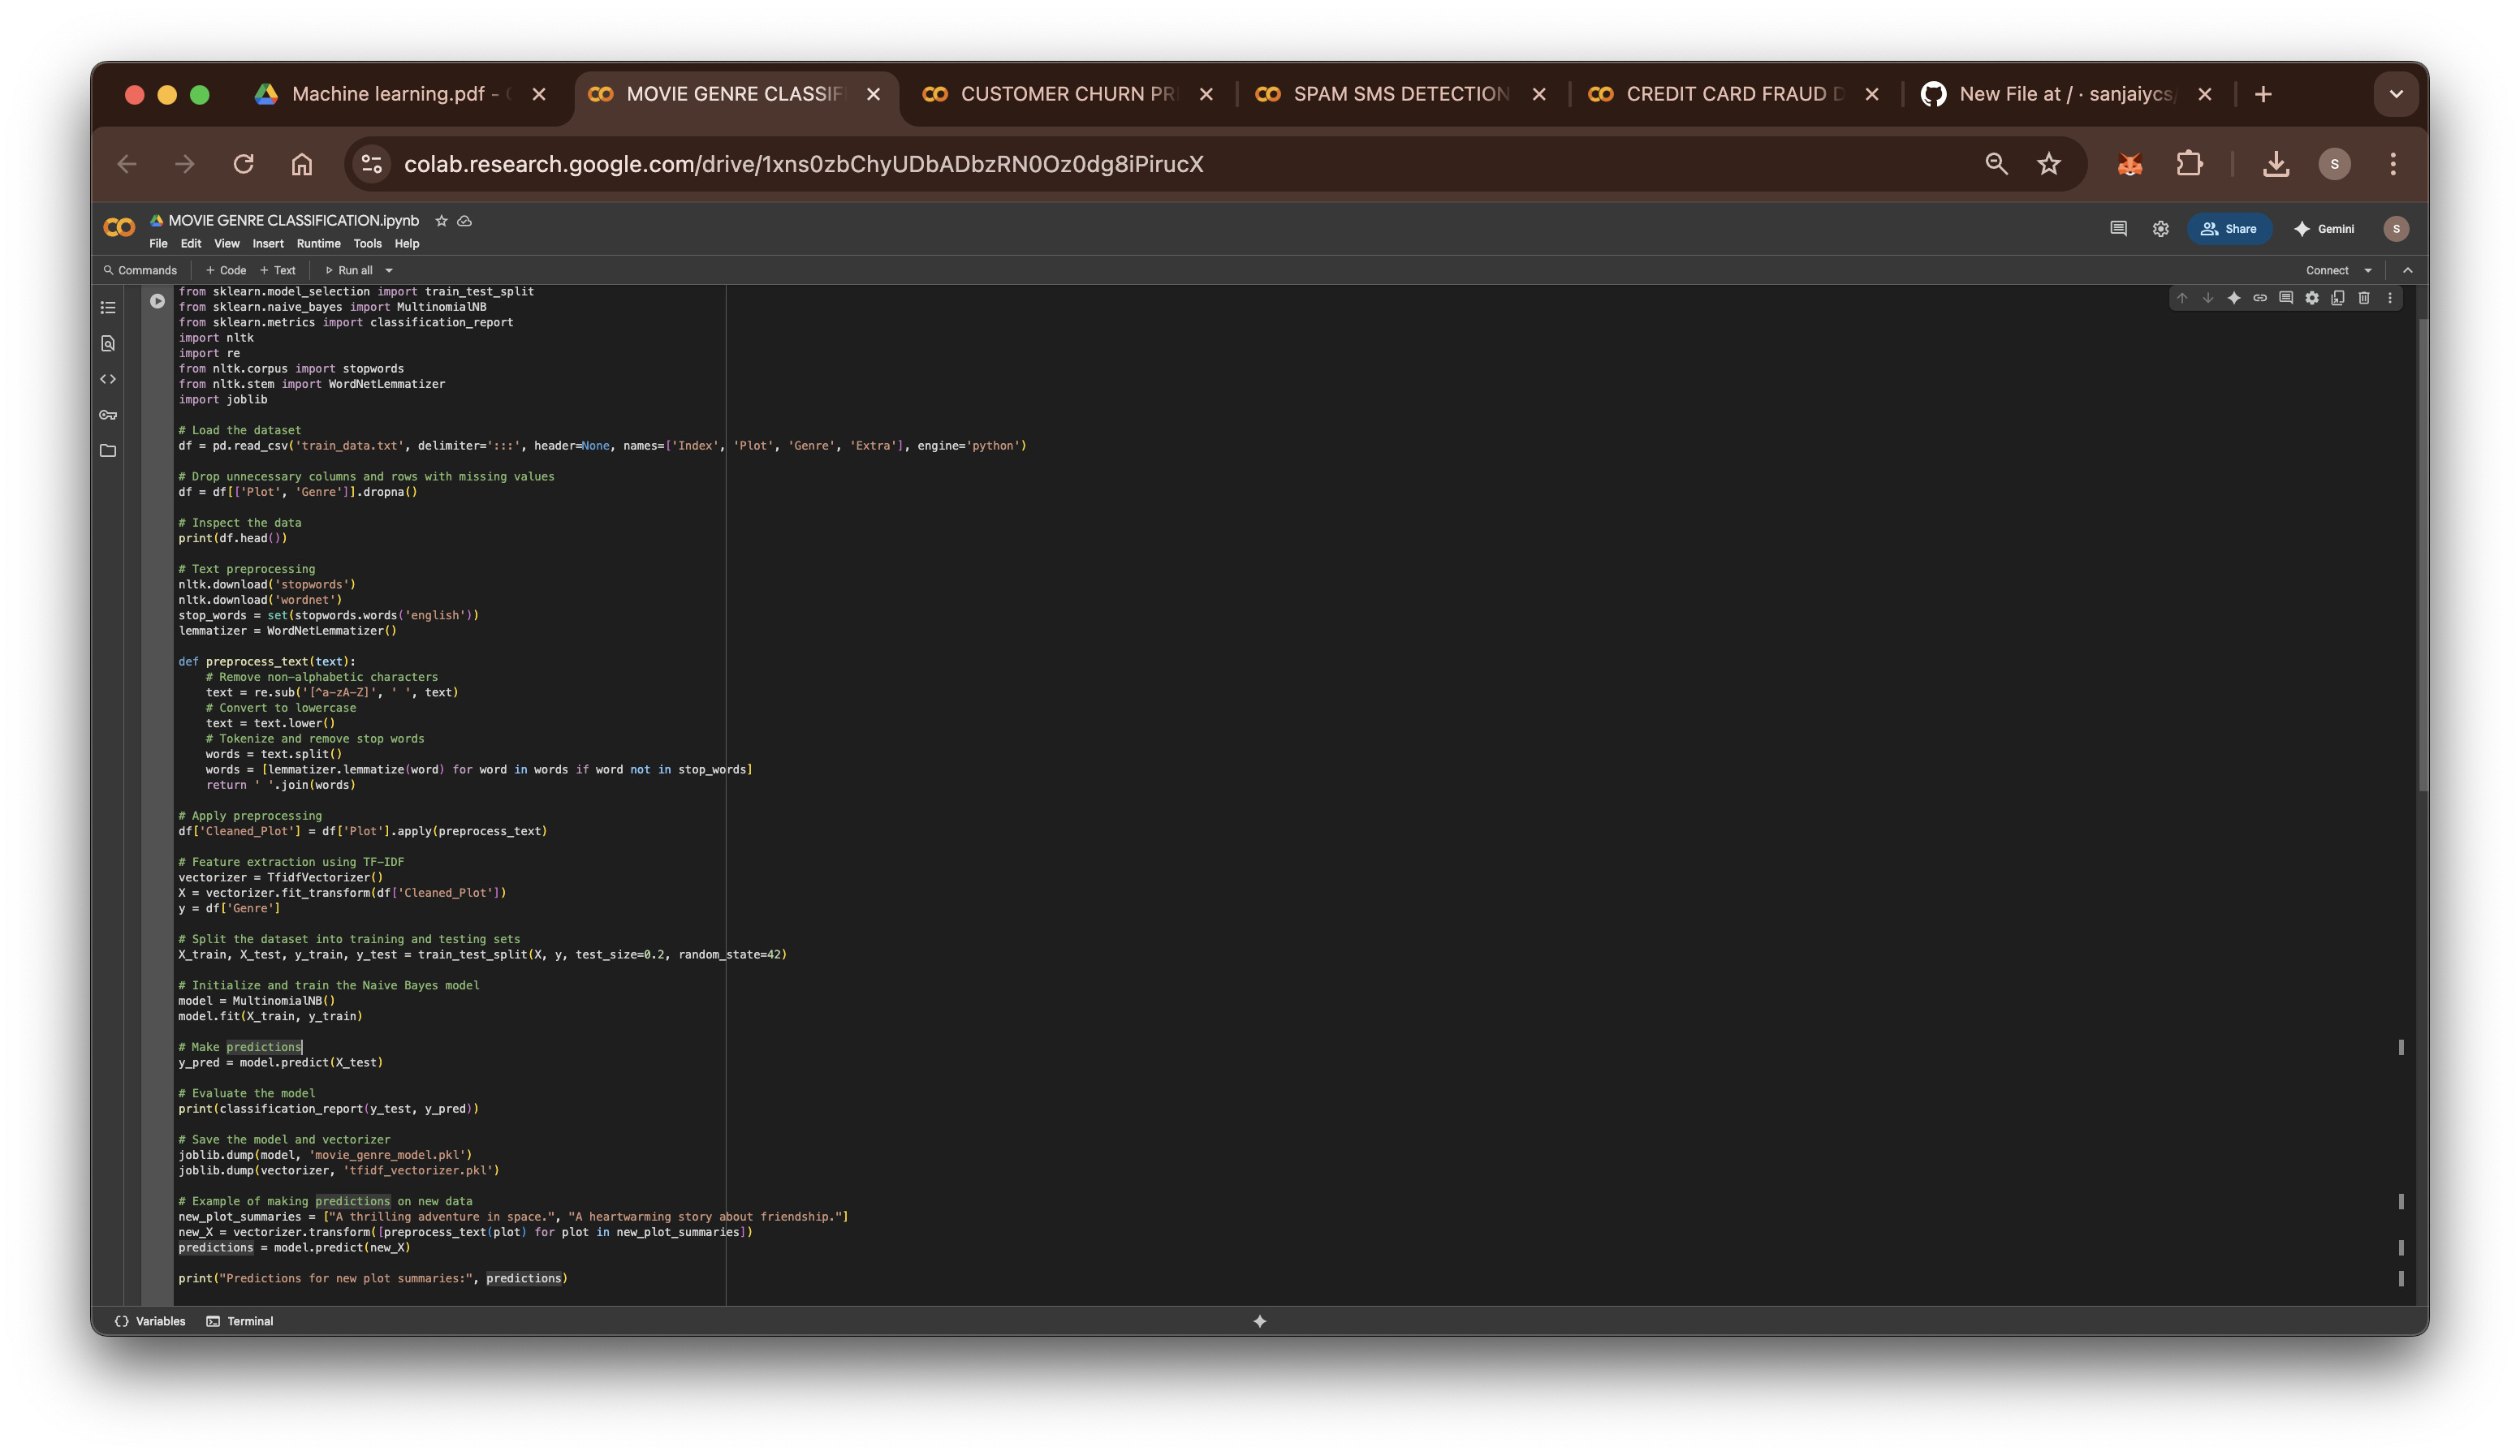 Machine learning.pdf -
MOVIE GENRE CLASSIF
CUSTOMER CHURN PR
SPAM SMS DETECTION
CREDIT CARD FRAUD D
New File at / · sanjaiycs/
colab.research.google.com/drive/1xns0zbChyUDbADbzRN0Oz0dg8iPirucX
S
MOVIE GENRE CLASSIFICATION.ipynb
File Edit View Insert Runtime Tools Help
Share
Gemini
S
Commands + Code + Text Run all
Connect
from sklearn.model_selection import train_test_split
from sklearn.naive_bayes import MultinomialNB
from sklearn.metrics import classification_report
import nltk
import re
from nltk.corpus import stopwords
from nltk.stem import WordNetLemmatizer
import joblib
# Load the dataset
df = pd.read_csv('train_data.txt', delimiter=':::', header=None, names=['Index', 'Plot', 'Genre', 'Extra'], engine='python')
# Drop unnecessary columns and rows with missing values
df = df[['Plot', 'Genre']].dropna()
# Inspect the data
print(df.head())
# Text preprocessing
nltk.download('stopwords')
nltk.download('wordnet')
stop_words = set(stopwords.words('english'))
lemmatizer = WordNetLemmatizer()
def preprocess_text(text):
    # Remove non-alphabetic characters
    text = re.sub('[^a-zA-Z]', ' ', text)
    # Convert to lowercase
    text = text.lower()
    # Tokenize and remove stop words
    words = text.split()
    words = [lemmatizer.lemmatize(word) for word in words if word not in stop_words]
    return ' '.join(words)
# Apply preprocessing
df['Cleaned_Plot'] = df['Plot'].apply(preprocess_text)
# Feature extraction using TF-IDF
vectorizer = TfidfVectorizer()
X = vectorizer.fit_transform(df['Cleaned_Plot'])
y = df['Genre']
# Split the dataset into training and testing sets
X_train, X_test, y_train, y_test = train_test_split(X, y, test_size=0.2, random_state=42)
# Initialize and train the Naive Bayes model
model = MultinomialNB()
model.fit(X_train, y_train)
# Make predictions
y_pred = model.predict(X_test)
# Evaluate the model
print(classification_report(y_test, y_pred))
# Save the model and vectorizer
joblib.dump(model, 'movie_genre_model.pkl')
joblib.dump(vectorizer, 'tfidf_vectorizer.pkl')
# Example of making predictions on new data
new_plot_summaries = ["A thrilling adventure in space.", "A heartwarming story about friendship."]
new_X = vectorizer.transform([preprocess_text(plot) for plot in new_plot_summaries])
predictions = model.predict(new_X)
print("Predictions for new plot summaries:", predictions)
Variables Terminal